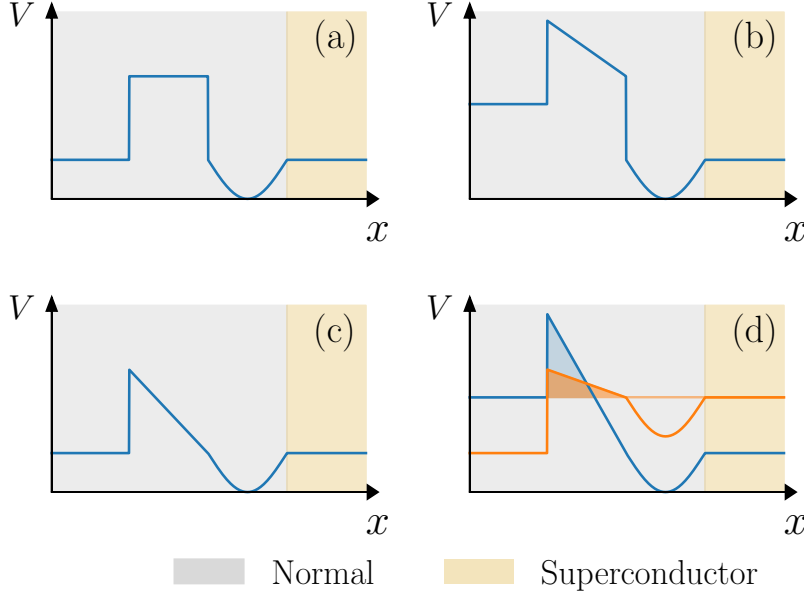 V (a) V (b)
x x
V (c) V (d)
x x
Normal Superconductor